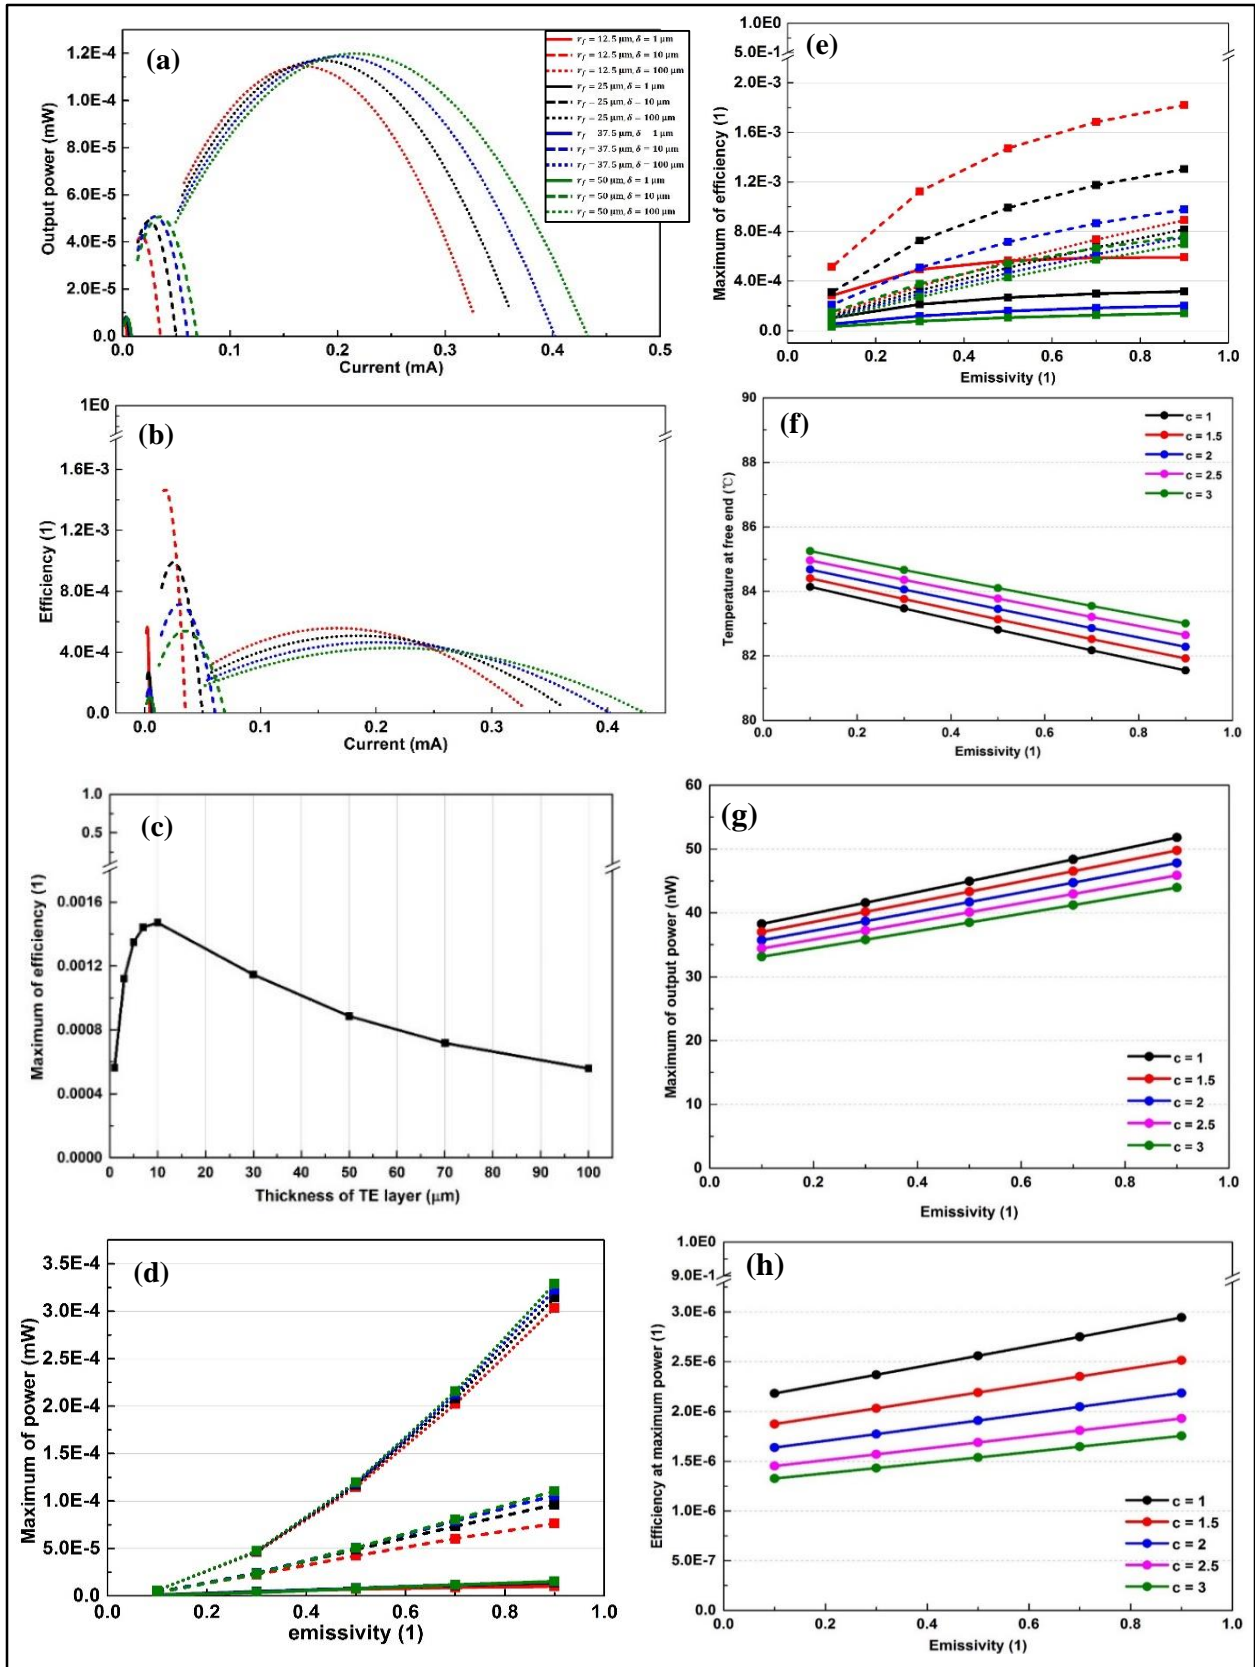 (a)
Output power (mW)
1.2E-4
1.0E-4
8.0E-5
6.0E-5
4.0E-5
2.0E-5
0.0
0.0 0.1 0.2 0.3 0.4 0.5
Current (mA)
r_f = 12.5 μm, δ = 1 μm
r_f = 12.5 μm, δ = 10 μm
r_f = 12.5 μm, δ = 100 μm
r_f = 25 μm, δ = 1 μm
r_f = 25 μm, δ = 10 μm
r_f = 25 μm, δ = 100 μm
r_f 37.5 μm, δ 1 μm
r_f = 37.5 μm, δ = 10 μm
r_f = 37.5 μm, δ = 100 μm
r_f = 50 μm, δ = 1 μm
r_f = 50 μm, δ = 10 μm
r_f = 50 μm, δ = 100 μm
(b)
Efficiency (1)
1E0
1.6E-3
1.2E-3
8.0E-4
4.0E-4
0.0
0.0 0.1 0.2 0.3 0.4
Current (mA)
(c)
Maximum of efficiency (1)
1.0
0.5
0.0016
0.0012
0.0008
0.0004
0.0000
0 10 20 30 40 50 60 70 80 90 100
Thickness of TE layer (μm)
(d)
Maximum of power (mW)
3.5E-4
3.0E-4
2.5E-4
2.0E-4
1.5E-4
1.0E-4
5.0E-5
0.0
0.0 0.2 0.4 0.6 0.8 1.0
emissivity (1)
(e)
Maximum of efficiency (1)
1.0E0
5.0E-1
2.0E-3
1.6E-3
1.2E-3
8.0E-4
4.0E-4
0.0
0.0 0.2 0.4 0.6 0.8 1.0
Emissivity (1)
(f)
Temperature at free end (℃)
90
88
86
84
82
80
0.0 0.2 0.4 0.6 0.8 1.0
Emissivity (1)
c = 1
c = 1.5
c = 2
c = 2.5
c = 3
(g)
Maximum of output power (nW)
60
50
40
30
20
10
0
0.0 0.2 0.4 0.6 0.8 1.0
Emissivity (1)
c = 1
c = 1.5
c = 2
c = 2.5
c = 3
(h)
Efficiency at maximum power (1)
1.0E0
9.0E-1
3.0E-6
2.5E-6
2.0E-6
1.5E-6
1.0E-6
5.0E-7
0.0
0.0 0.2 0.4 0.6 0.8 1.0
Emissivity (1)
c = 1
c = 1.5
c = 2
c = 2.5
c = 3